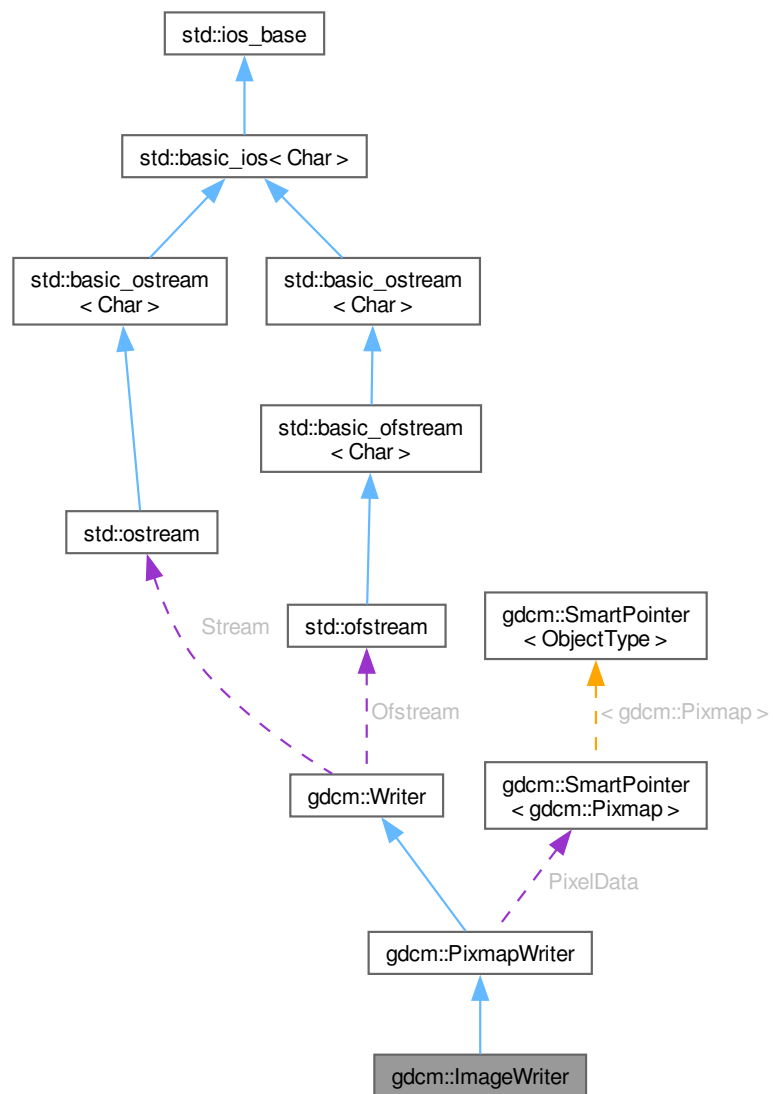 std::ios_base
std::basic_ios< Char >
std::basic_ostream
< Char >
std::basic_ostream
< Char >
std::basic_ofstream
< Char >
std::ostream
Stream
std::ofstream
gdcm::SmartPointer
< ObjectType >
Ofstream
< gdcm::Pixmap >
gdcm::Writer
gdcm::SmartPointer
< gdcm::Pixmap >
PixelData
gdcm::PixmapWriter
gdcm::ImageWriter